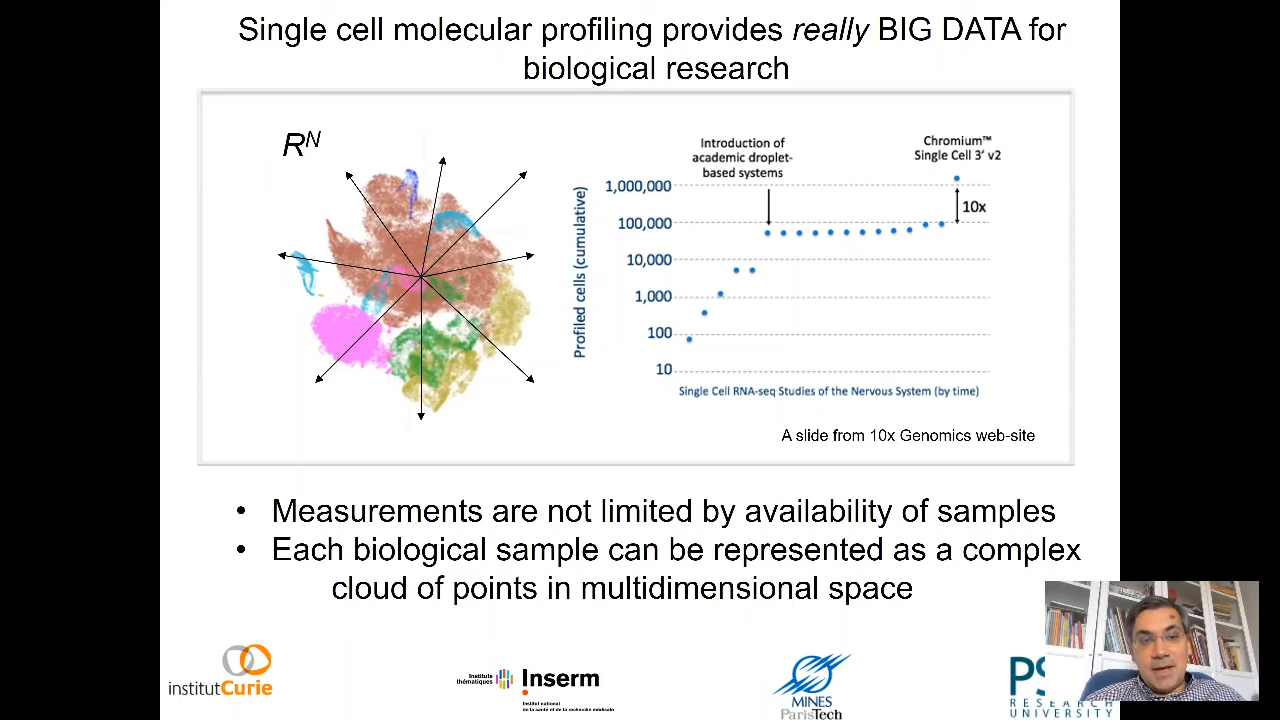 Single cell molecular profiling provides really BIG DATA for
biological research
R^N
Introduction of
academic droplet-
based systems
Chromium™
Single Cell 3′ v2
Profiled cells (cumulative)
1,000,000
100,000
10,000
1,000
100
10
10x
Single Cell RNA-seq Studies of the Nervous System (by time)
A slide from 10x Genomics web-site
• Measurements are not limited by availability of samples
• Each biological sample can be represented as a complex
cloud of points in multidimensional space
institutCurie
Instituts
thématiques
Inserm
Institut national
de la santé et de la recherche médicale
MINES
ParisTech
PS
RESEARCH
UNIVERSITY